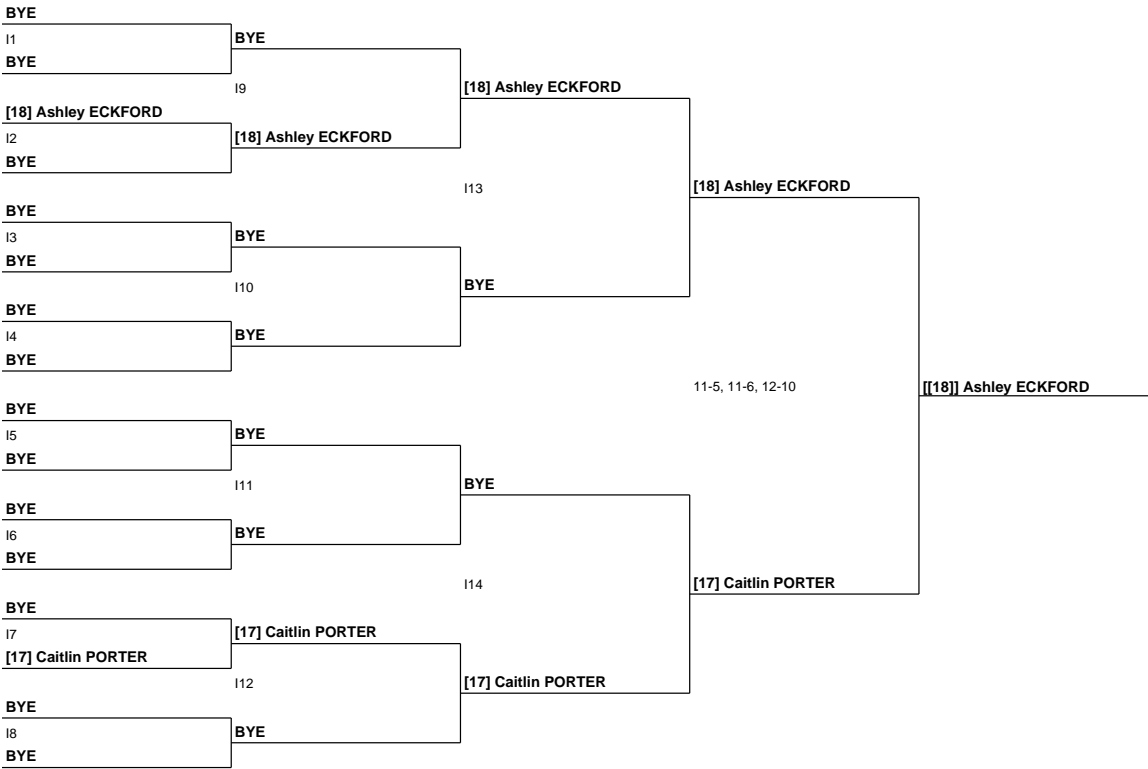 BYE
I1
BYE
BYE
I9
[18] Ashley ECKFORD
[18] Ashley ECKFORD
I2
[18] Ashley ECKFORD
BYE
I13
[18] Ashley ECKFORD
BYE
I3
BYE
BYE
I10
BYE
BYE
I4
BYE
BYE
11-5, 11-6, 12-10
[[18]] Ashley ECKFORD
BYE
I5
BYE
BYE
I11
BYE
BYE
I6
BYE
BYE
I14
[17] Caitlin PORTER
BYE
I7
[17] Caitlin PORTER
[17] Caitlin PORTER
I12
[17] Caitlin PORTER
BYE
I8
BYE
BYE